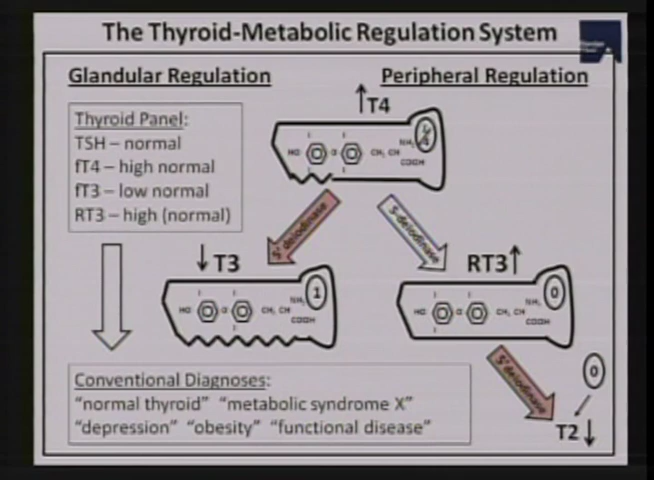 The Thyroid-Metabolic Regulation System
Glandular Regulation
Peripheral Regulation
Thyroid Panel:
TSH – normal
fT4 – high normal
fT3 – low normal
RT3 – high (normal)
↑T4
I I
HO O CH₂ CH
NH₂
COOH
I I
1/4
5' deiodinase
5-deiodinase
↓ T3
RT3↑
I I
HO O CH₂ CH
NH₂
COOH
I
1
I I
HO O CH₂ CH
NH₂
COOH
I
0
5' deiodinase
0
T2↓
Conventional Diagnoses:
"normal thyroid" "metabolic syndrome X"
"depression" "obesity" "functional disease"